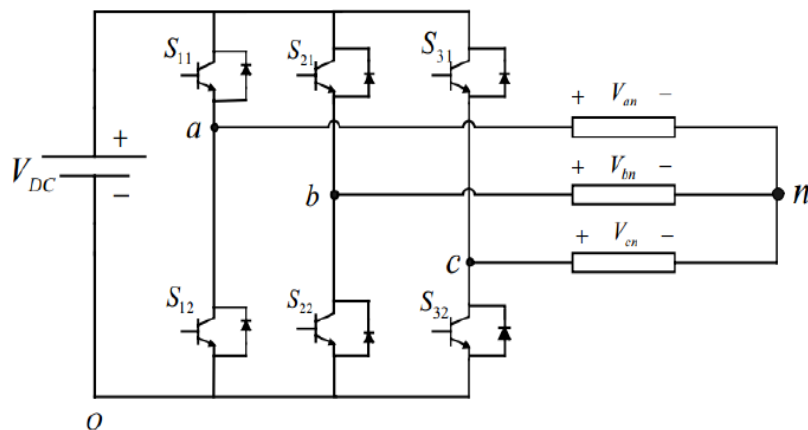 S11
S21
S31
+ Van −
a
+
VDC
−
+ Vbn −
b
n
+ Vcn −
c
S12
S22
S32
o